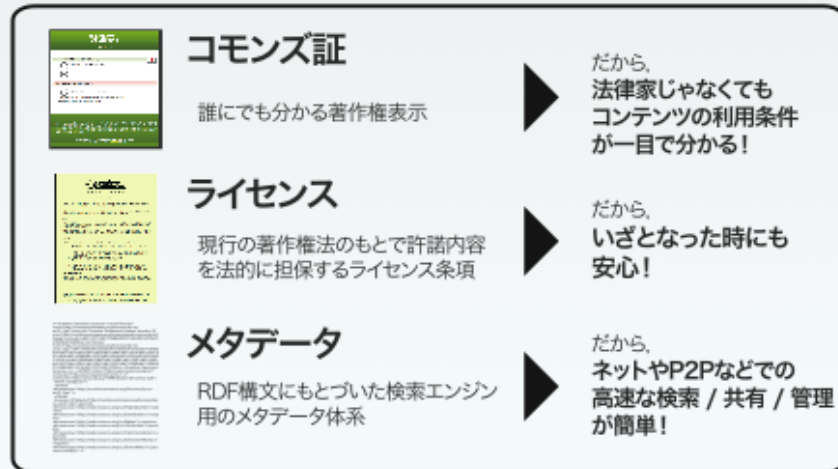 コモンズ証
誰にでも分かる著作権表示
だから,
法律家じゃなくても
コンテンツの利用条件
が一目で分かる！
ライセンス
現行の著作権法のもとで許諾内容
を法的に担保するライセンス条項
だから,
いざとなった時にも
安心！
メタデータ
RDF構文にもとづいた検索エンジン
用のメタデータ体系
だから,
ネットやP2Pなどでの
高速な検索 / 共有 / 管理
が簡単！